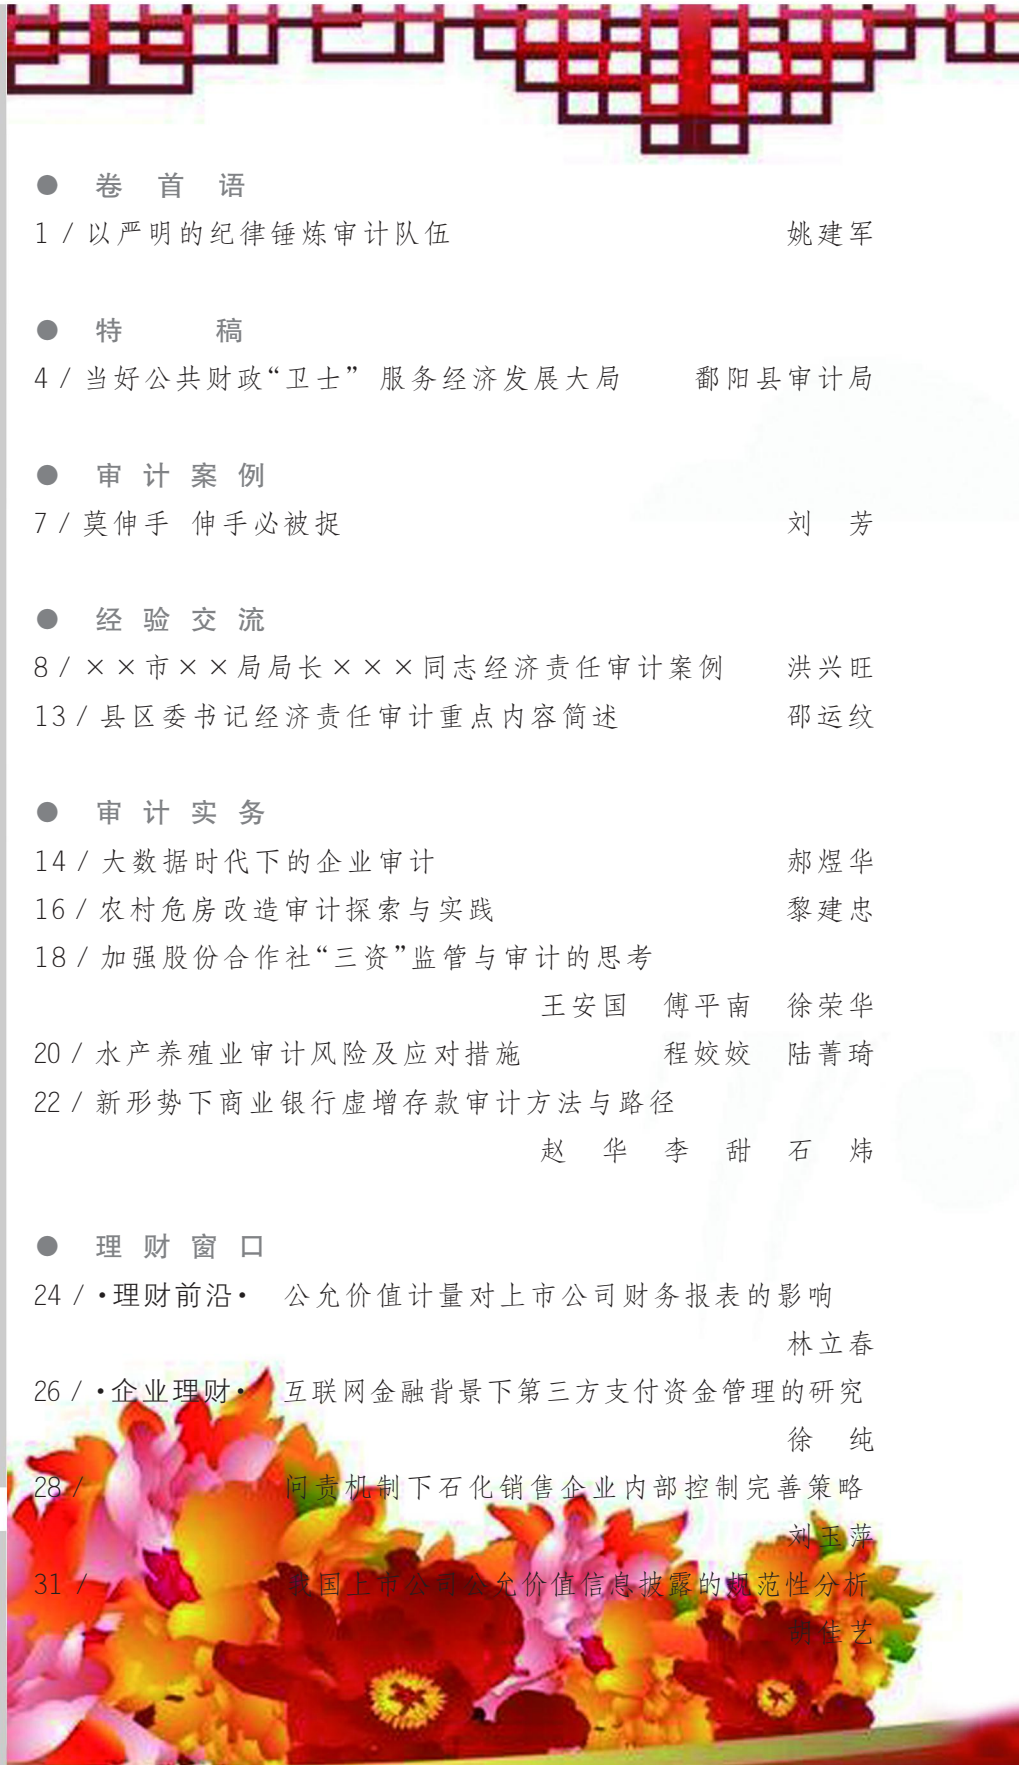 ● 卷首语
1 / 以严明的纪律锤炼审计队伍 姚建军
● 特稿
4 / 当好公共财政“卫士” 服务经济发展大局 鄱阳县审计局
● 审计案例
7 / 莫伸手 伸手必被捉 刘芳
● 经验交流
8 / ××市××局局长×××同志经济责任审计案例 洪兴旺
13 / 县区委书记经济责任审计重点内容简述 邵运纹
● 审计实务
14 / 大数据时代下的企业审计 郝煜华
16 / 农村危房改造审计探索与实践 黎建忠
18 / 加强股份合作社“三资”监管与审计的思考
王安国 傅平南 徐荣华
20 / 水产养殖业审计风险及应对措施 程姣姣 陆菁琦
22 / 新形势下商业银行虚增存款审计方法与路径
赵华 李甜 石炜
● 理财窗口
24 / ·理财前沿· 公允价值计量对上市公司财务报表的影响
林立春
26 / ·企业理财· 互联网金融背景下第三方支付资金管理的研究
徐纯
28 / 问责机制下石化销售企业内部控制完善策略
刘玉萍
31 / 我国上市公司公允价值信息披露的规范性分析
胡佳艺